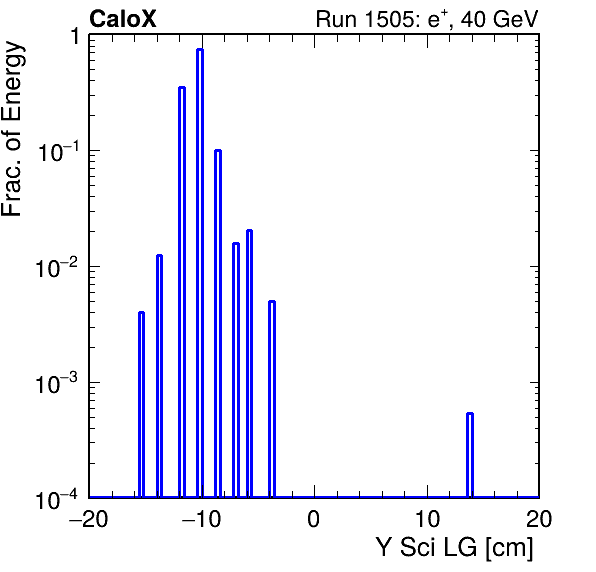 CaloX Run 1505: e⁺, 40 GeV
Frac. of Energy
1
10⁻¹
10⁻²
10⁻³
10⁻⁴
−20 −10 0 10 20
Y Sci LG [cm]